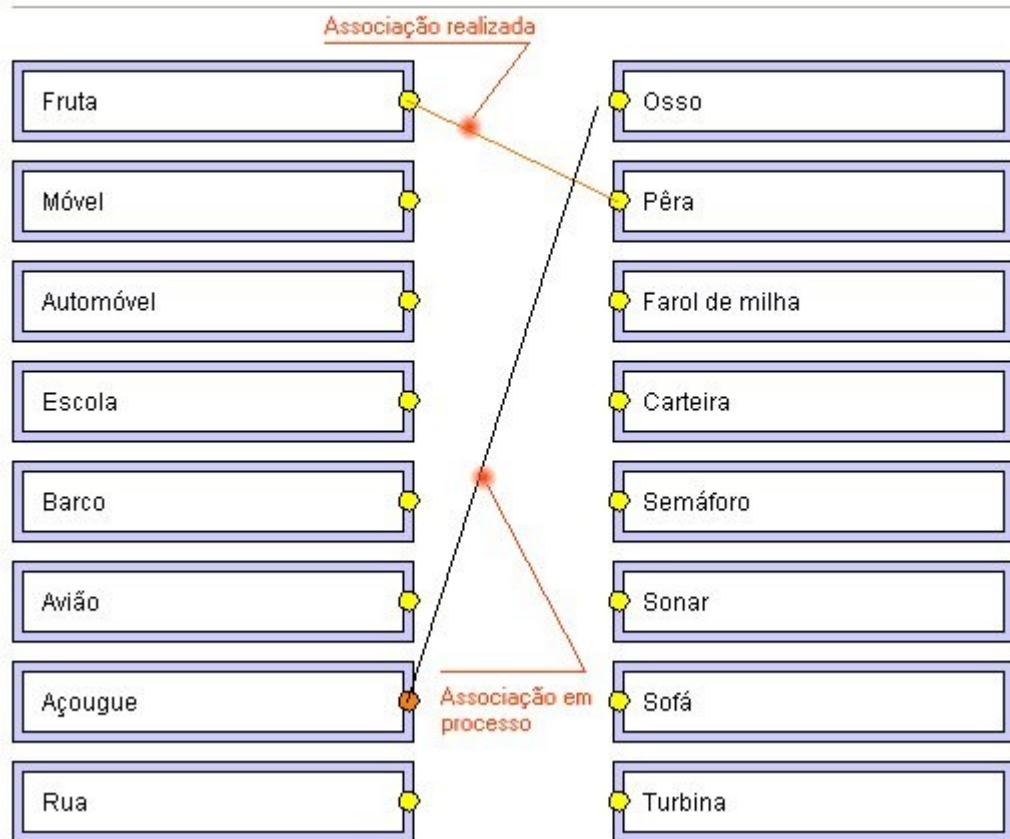 Associação realizada
Fruta
Osso
Móvel
Pêra
Automóvel
Farol de milha
Escola
Carteira
Barco
Semáforo
Avião
Sonar
Açougue
Associação em
processo
Sofá
Rua
Turbina